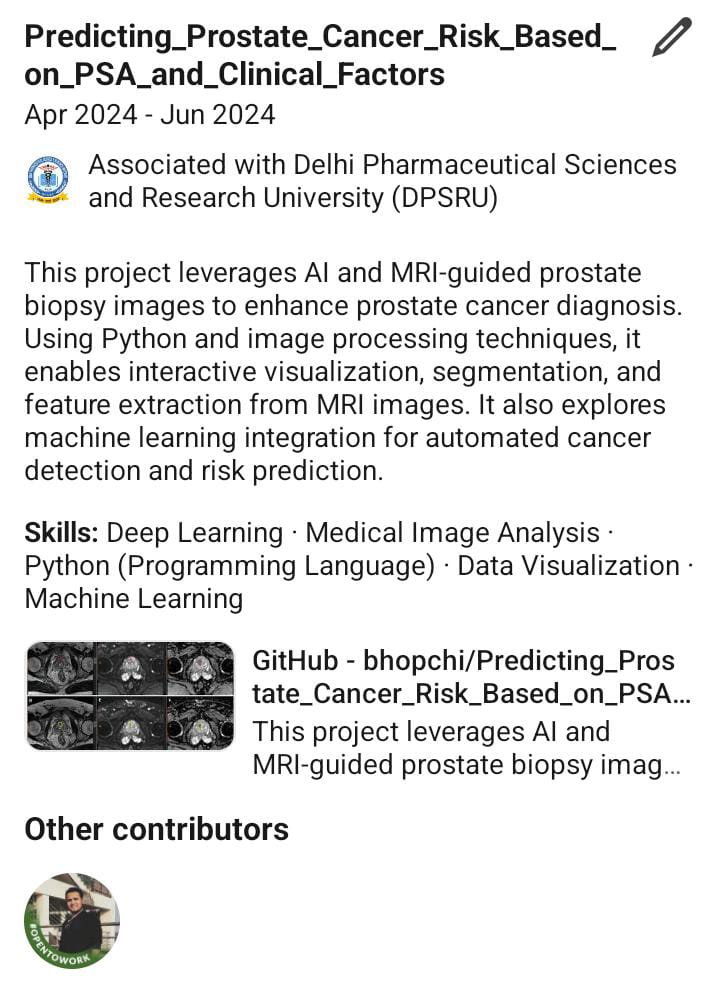 Predicting_Prostate_Cancer_Risk_Based_
on_PSA_and_Clinical_Factors
Apr 2024 - Jun 2024
Associated with Delhi Pharmaceutical Sciences
and Research University (DPSRU)
This project leverages AI and MRI-guided prostate
biopsy images to enhance prostate cancer diagnosis.
Using Python and image processing techniques, it
enables interactive visualization, segmentation, and
feature extraction from MRI images. It also explores
machine learning integration for automated cancer
detection and risk prediction.
Skills: Deep Learning · Medical Image Analysis ·
Python (Programming Language) · Data Visualization ·
Machine Learning
GitHub - bhopchi/Predicting_Pros
tate_Cancer_Risk_Based_on_PSA...
This project leverages AI and
MRI-guided prostate biopsy imag...
Other contributors
#OPENTOWORK